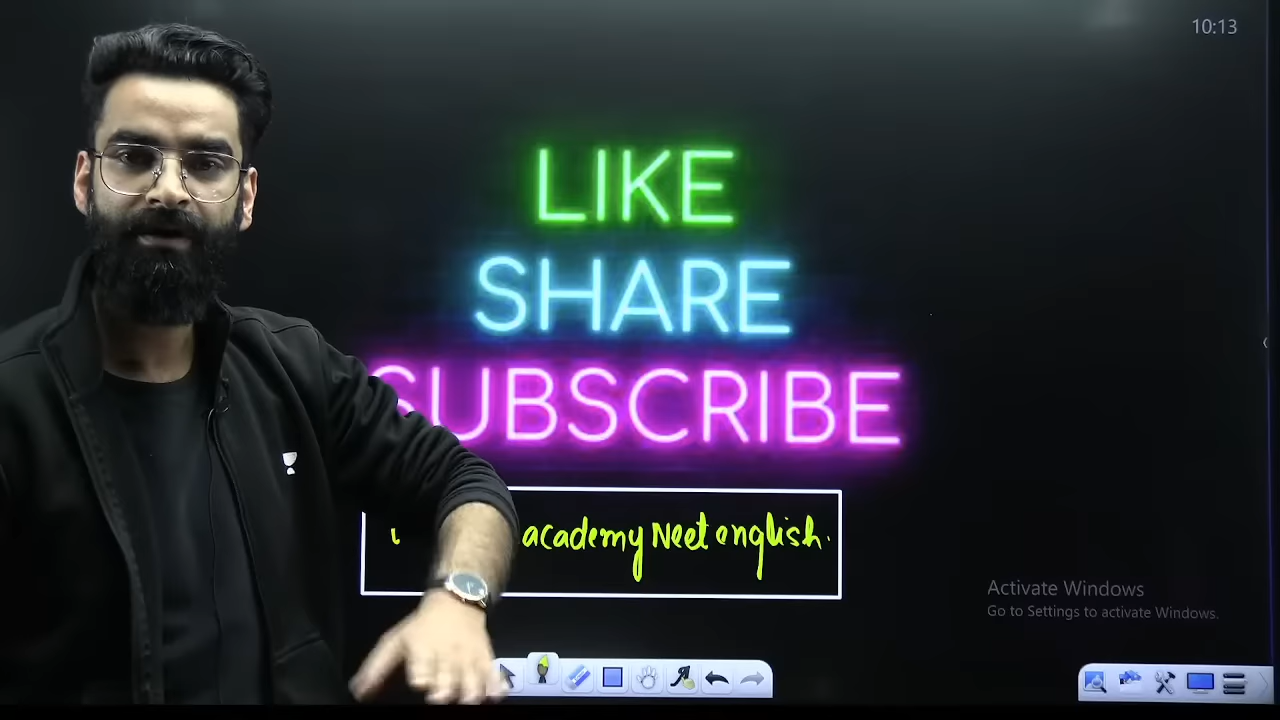 10:13
LIKE
SHARE
SUBSCRIBE
academy Neet english.
Activate Windows
Go to Settings to activate Windows.